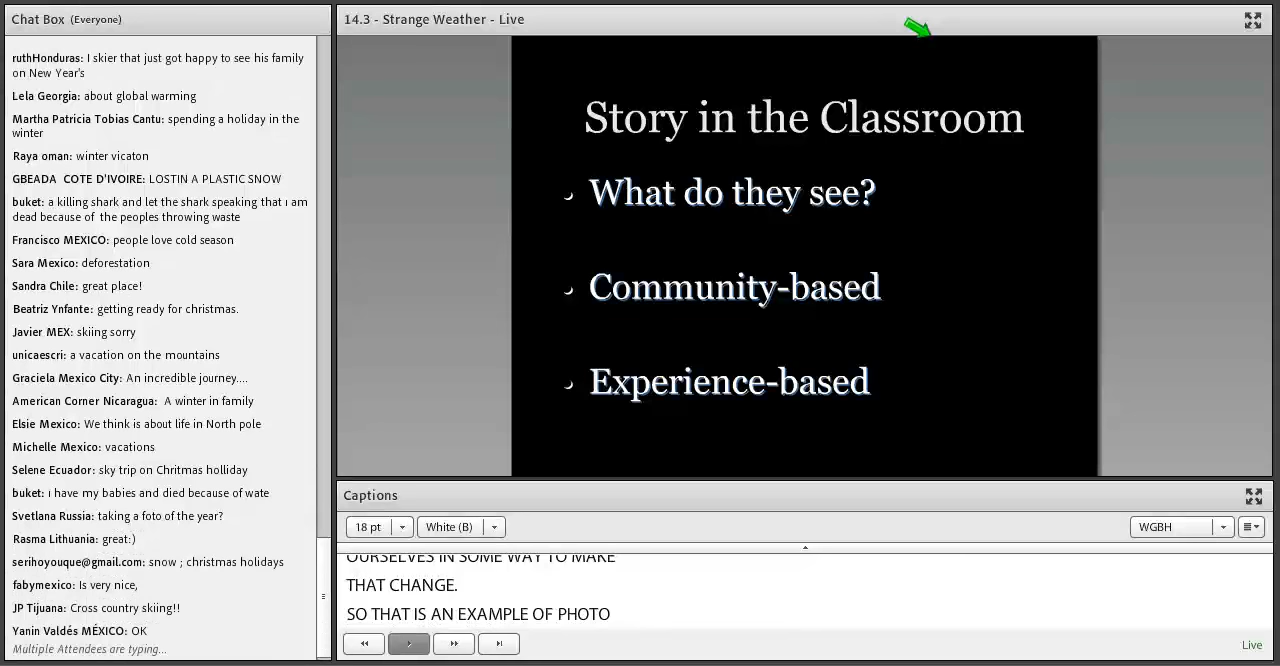 Chat Box (Everyone)
ruthHonduras: I skier that just got happy to see his family
on New Year's
Lela Georgia: about global warming
Martha Patricia Tobias Cantu: spending a holiday in the
winter
Raya oman: winter vicaton
GBEADA COTE D'IVOIRE: LOSTIN A PLASTIC SNOW
buket: a killing shark and let the shark speaking that ı am
dead because of the peoples throwing waste
Francisco MEXICO: people love cold season
Sara Mexico: deforestation
Sandra Chile: great place!
Beatriz Ynfante: getting ready for christmas.
Javier MEX: skiing sorry
unicaescri: a vacation on the mountains
Graciela Mexico City: An incredible journey....
American Corner Nicaragua: A winter in family
Elsie Mexico: We think is about life in North pole
Michelle Mexico: vacations
Selene Ecuador: sky trip on Chritmas holliday
buket: ı have my babies and died because of wate
Svetlana Russia: taking a foto of the year?
Rasma Lithuania: great:)
serihoyouque@gmail.com: snow ; christmas holidays
fabymexico: Is very nice,
JP Tijuana: Cross country skiing!!
Yanin Valdés MÉXICO: OK
Multiple Attendees are typing...
14.3 - Strange Weather - Live
Story in the Classroom
What do they see?
Community-based
Experience-based
Captions
18 pt
White (B)
WGBH
OURSELVES IN SOME WAY TO MAKE
THAT CHANGE.
SO THAT IS AN EXAMPLE OF PHOTO
Live